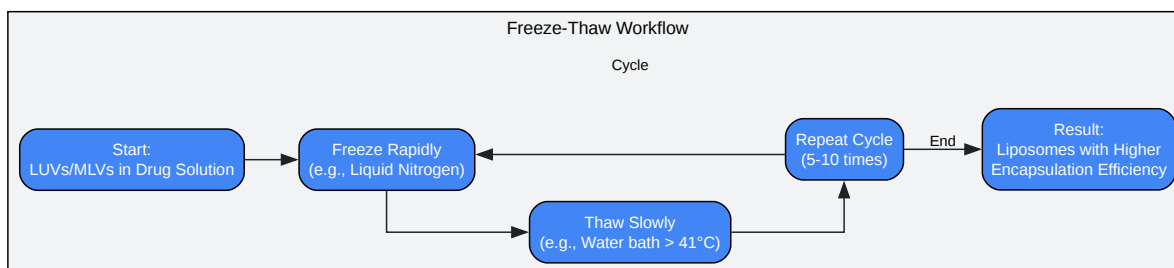 Freeze-Thaw Workflow
Cycle
Start:
LUVs/MLVs in Drug Solution
Freeze Rapidly
(e.g., Liquid Nitrogen)
Thaw Slowly
(e.g., Water bath > 41°C)
Repeat Cycle
(5-10 times)
End
Result:
Liposomes with Higher
Encapsulation Efficiency